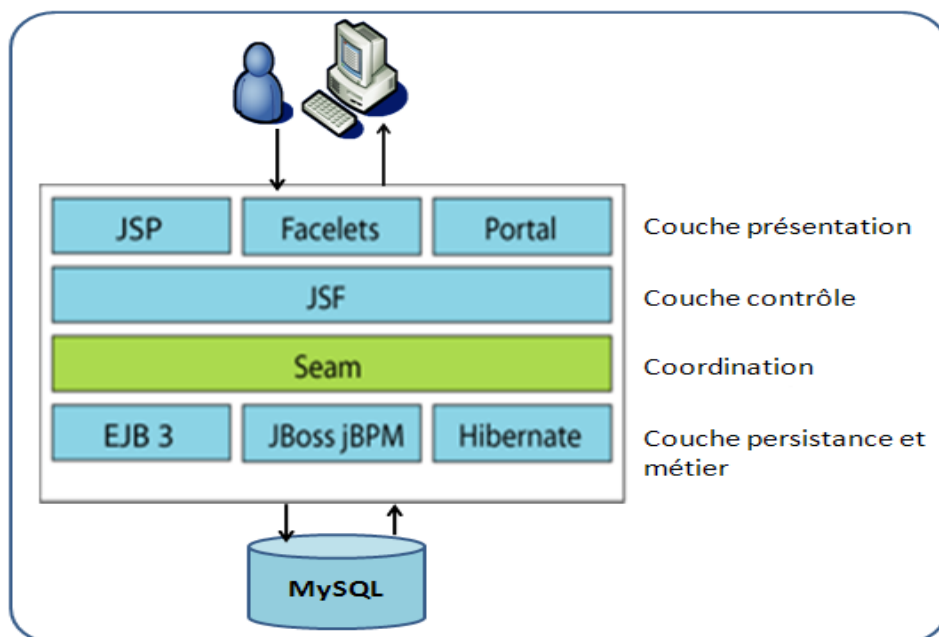 JSP Facelets Portal Couche présentation
JSF Couche contrôle
Seam Coordination
EJB 3 JBoss jBPM Hibernate Couche persistance et
métier
MySQL